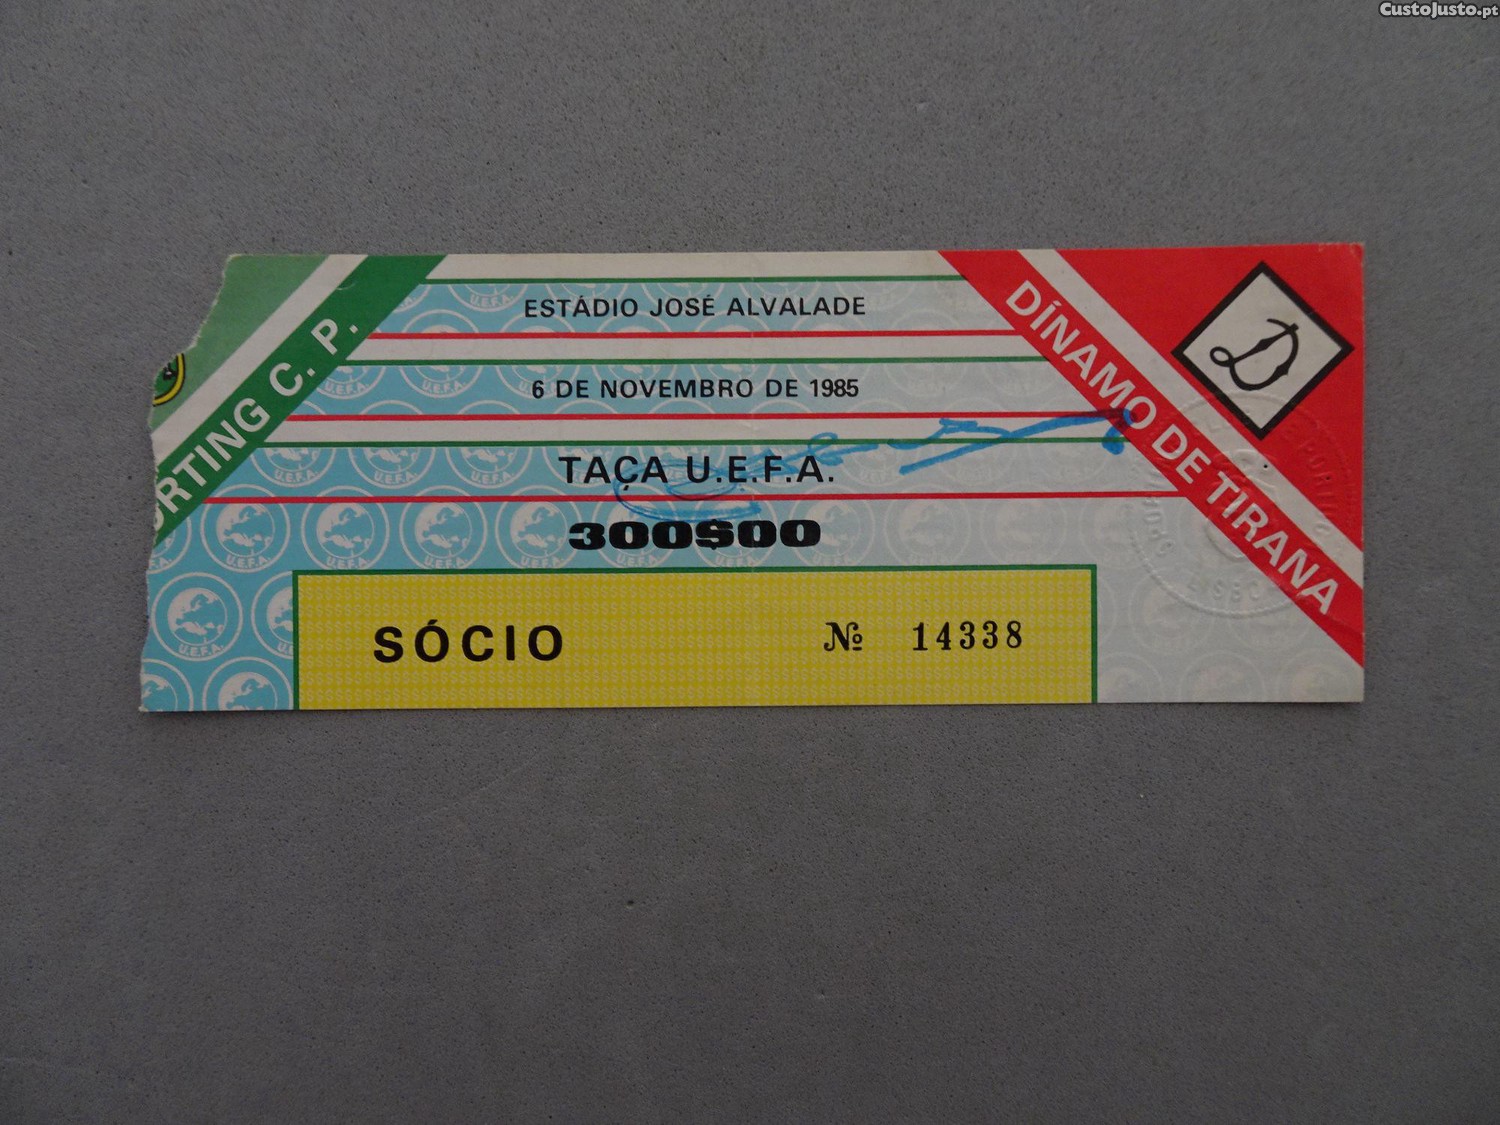 CustoJusto.pt
ESTÁDIO JOSÉ ALVALADE
6 DE NOVEMBRO DE 1985
TAÇA U.E.F.A.
300$00
SÓCIO
Nº 14338
ORTING C. P.
DÍNAMO DE TIRANA
D
U.E.F.A.